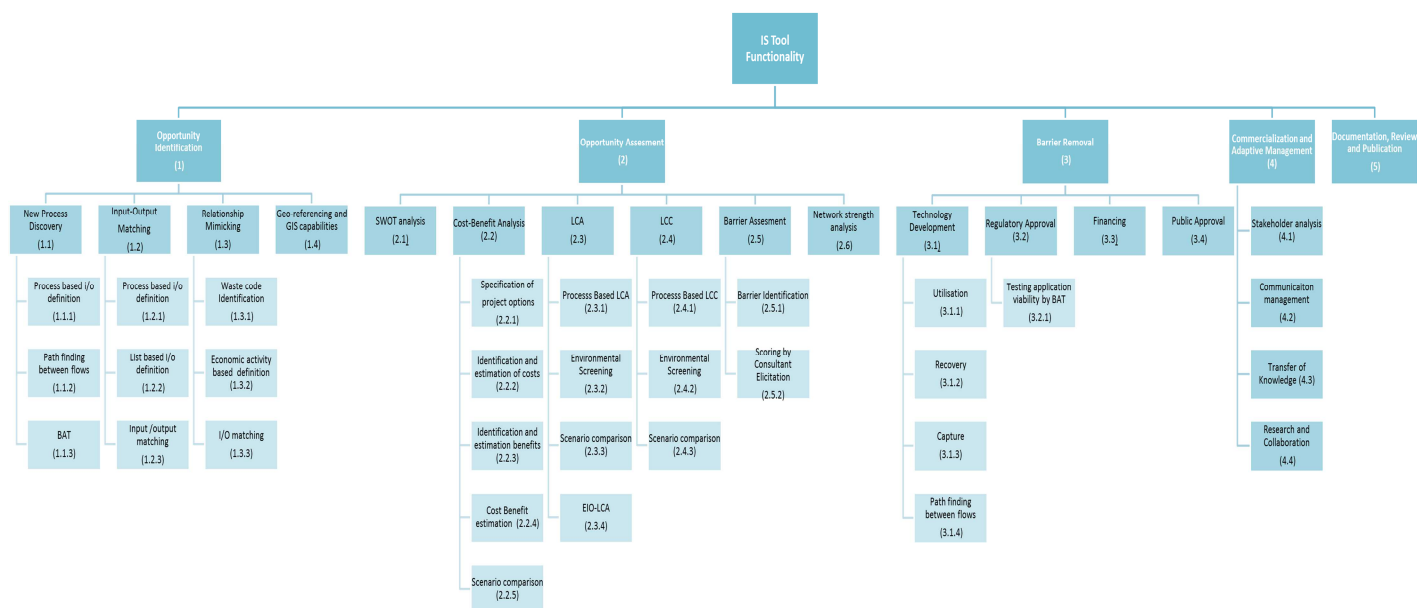 IS Tool
Functionality
Opportunity
Identification
(1)
Opportunity Assesment
(2)
Barrier Removal
(3)
Commercialization and
Adaptive Management
(4)
Documentation, Review
and Publication
(5)
New Process
Discovery
(1.1)
Input-Output
Matching
(1.2)
Relationship
Mimicking
(1.3)
Geo-referencing and
GIS capabilities
(1.4)
SWOT analysis
(2.1)
Cost-Benefit Analysis
(2.2)
LCA
(2.3)
LCC
(2.4)
Barrier Assesment
(2.5)
Network strength
analysis
(2.6)
Technology
Development
(3.1)
Regulatory Approval
(3.2)
Financing
(3.3)
Public Approval
(3.4)
Stakeholder analysis
(4.1)
Process based i/o
definition
(1.1.1)
Process based i/o
definition
(1.2.1)
Waste code
Identification
(1.3.1)
Specification of
project options
(2.2.1)
Processs Based LCA
(2.3.1)
Processs Based LCC
(2.4.1)
Barrier Identification
(2.5.1)
Utilisation
(3.1.1)
Testing application
viability by BAT
(3.2.1)
Communicaiton
management
(4.2)
Path finding
between flows
(1.1.2)
List based i/o
definition
(1.2.2)
Economic activity
based definition
(1.3.2)
Identification and
estimation of costs
(2.2.2)
Environmental
Screening
(2.3.2)
Environmental
Screening
(2.4.2)
Scoring by
Consultant
Elicitation
(2.5.2)
Recovery
(3.1.2)
Transfer of
Knowledge (4.3)
BAT
(1.1.3)
Input /output
matching
(1.2.3)
I/O matching
(1.3.3)
Identification and
estimation benefits
(2.2.3)
Scenario comparison
(2.3.3)
Scenario comparison
(2.4.3)
Capture
(3.1.3)
Research and
Collaboration
(4.4)
Cost Benefit
estimation (2.2.4)
EIO-LCA
(2.3.4)
Path finding
between flows
(3.1.4)
Scenario comparison
(2.2.5)